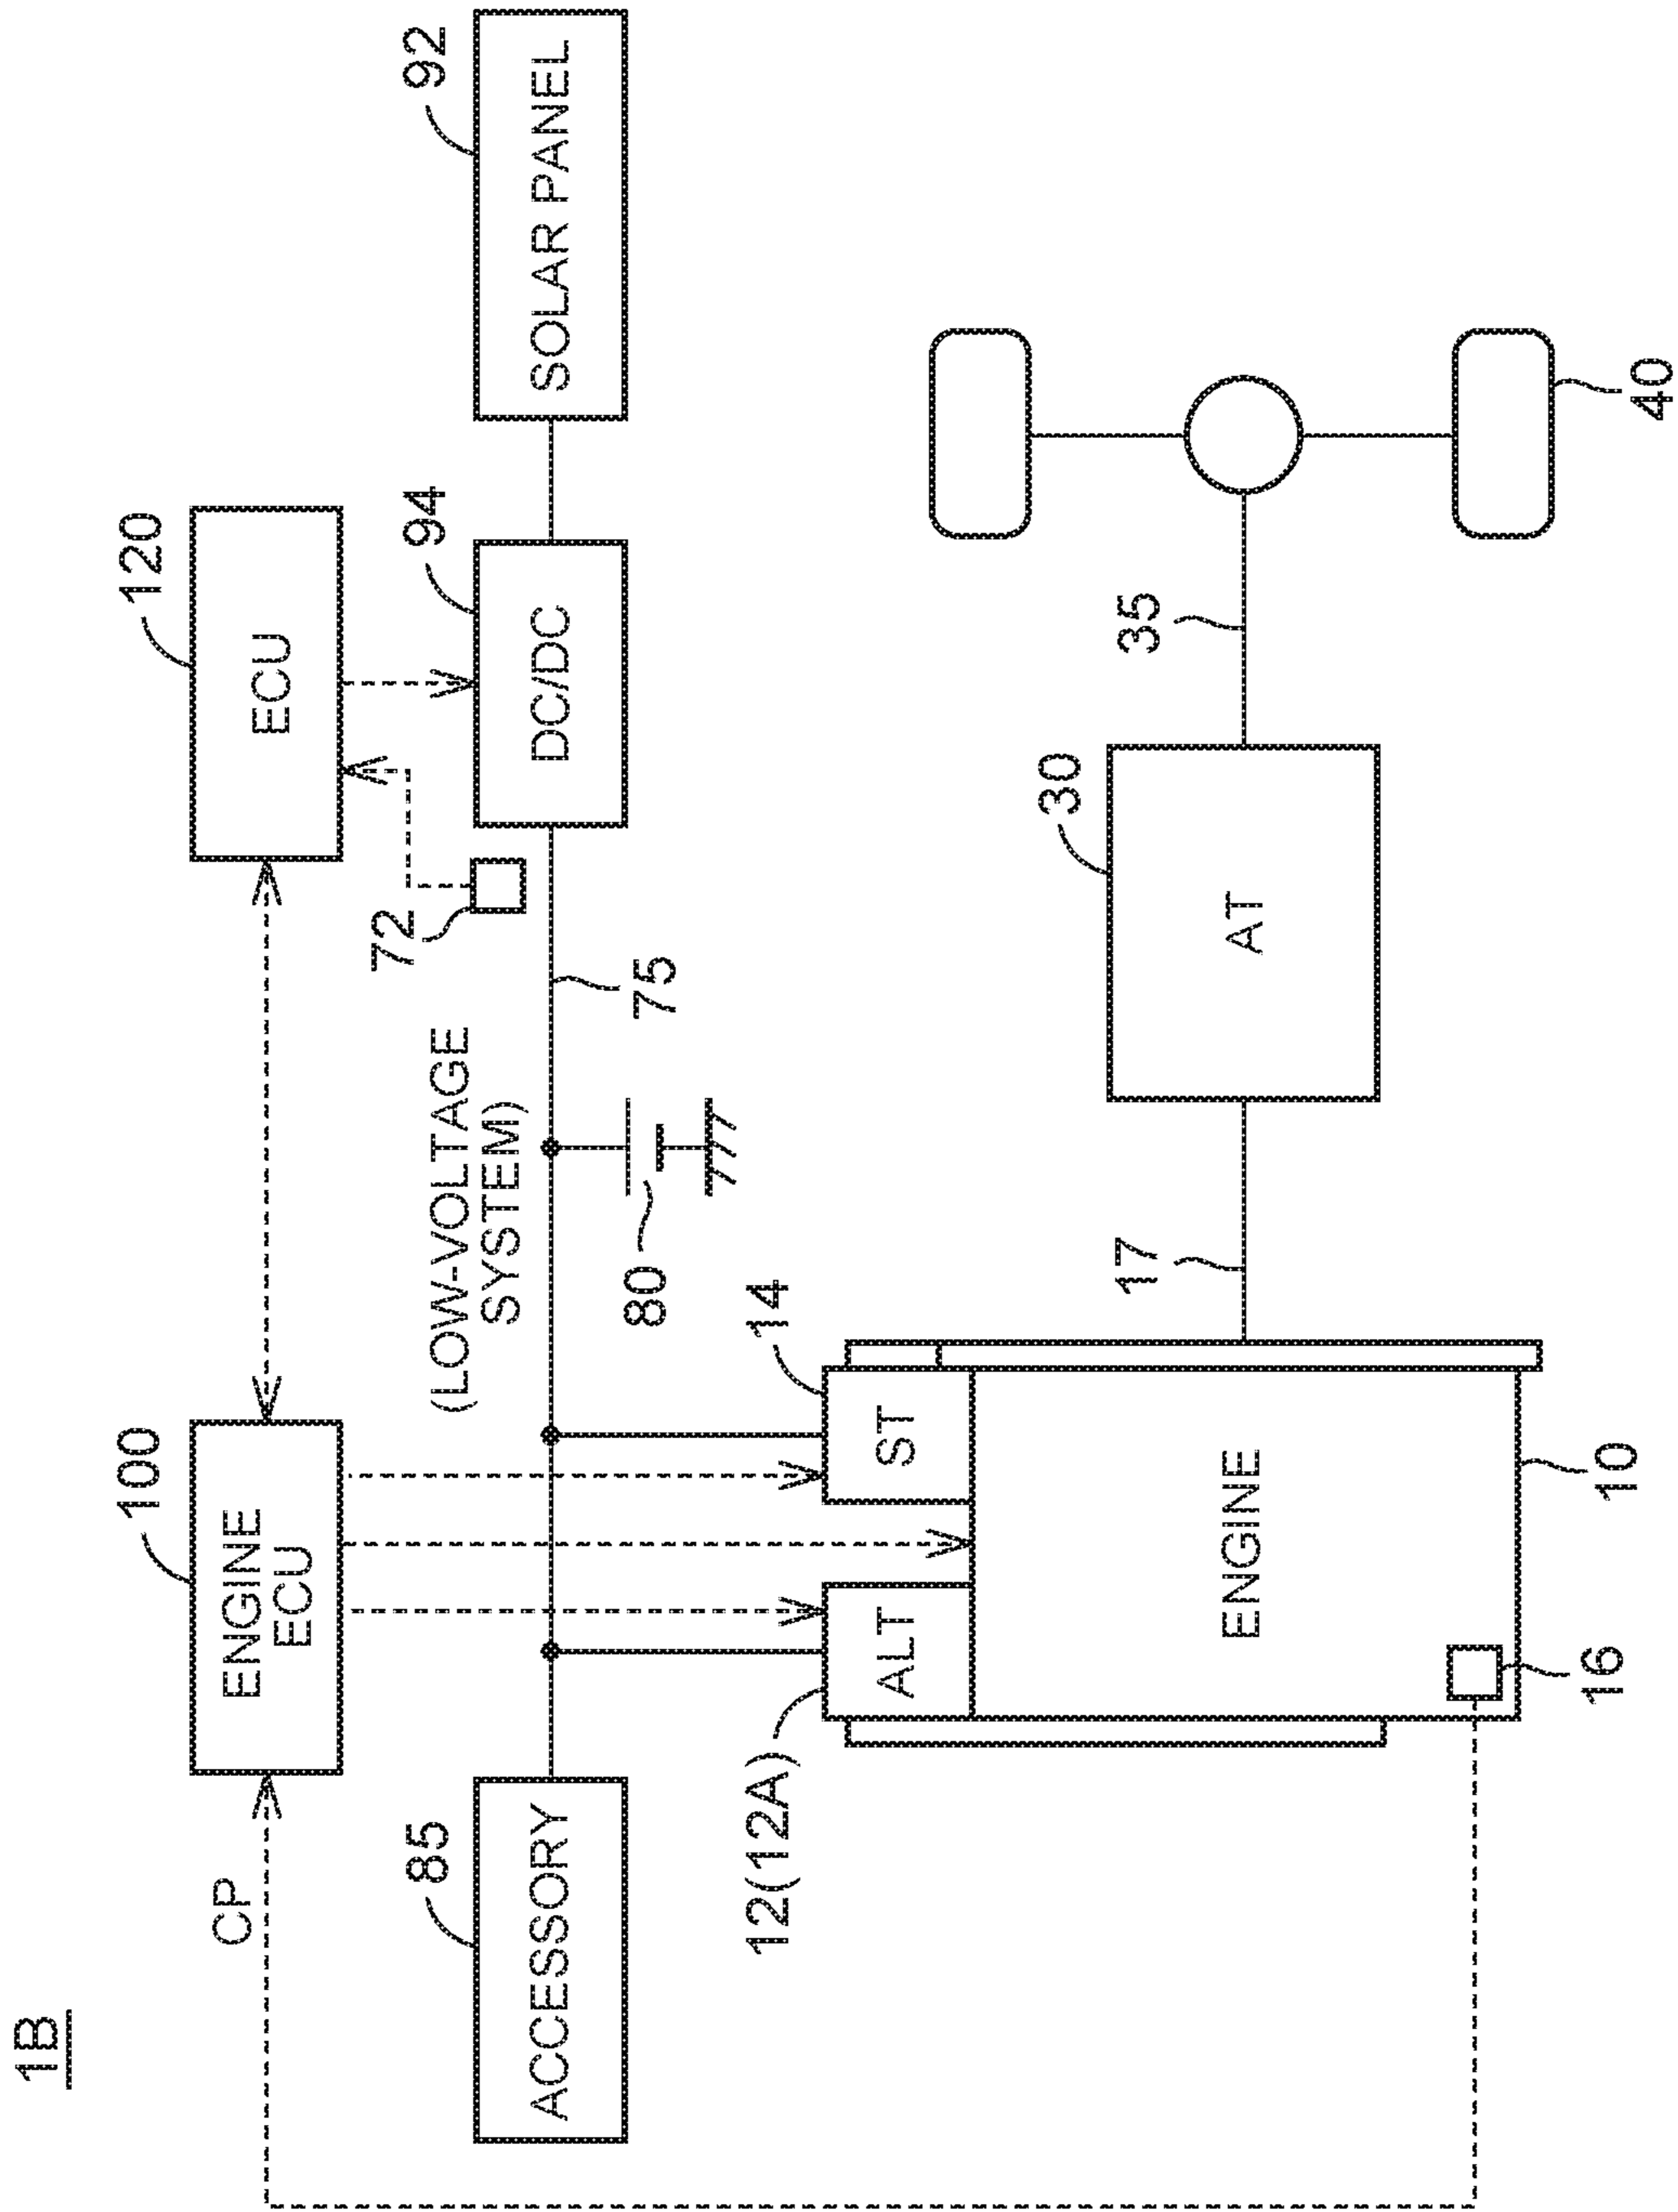 1B
CP
100
ENGINE
ECU
120
ECU
85
ACCESSORY
(LOW-VOLTAGE
SYSTEM)
72
94
DC/DC
92
SOLAR PANEL
75
80
12(12A)
ALT
14
ST
ENGINE
16
10
17
30
AT
35
40